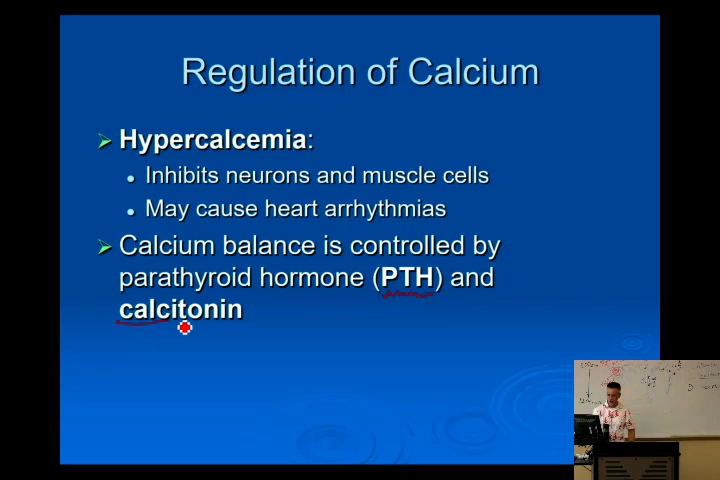 Regulation of Calcium
Hypercalcemia:
Inhibits neurons and muscle cells
May cause heart arrhythmias
Calcium balance is controlled by
parathyroid hormone (PTH) and
calcitonin